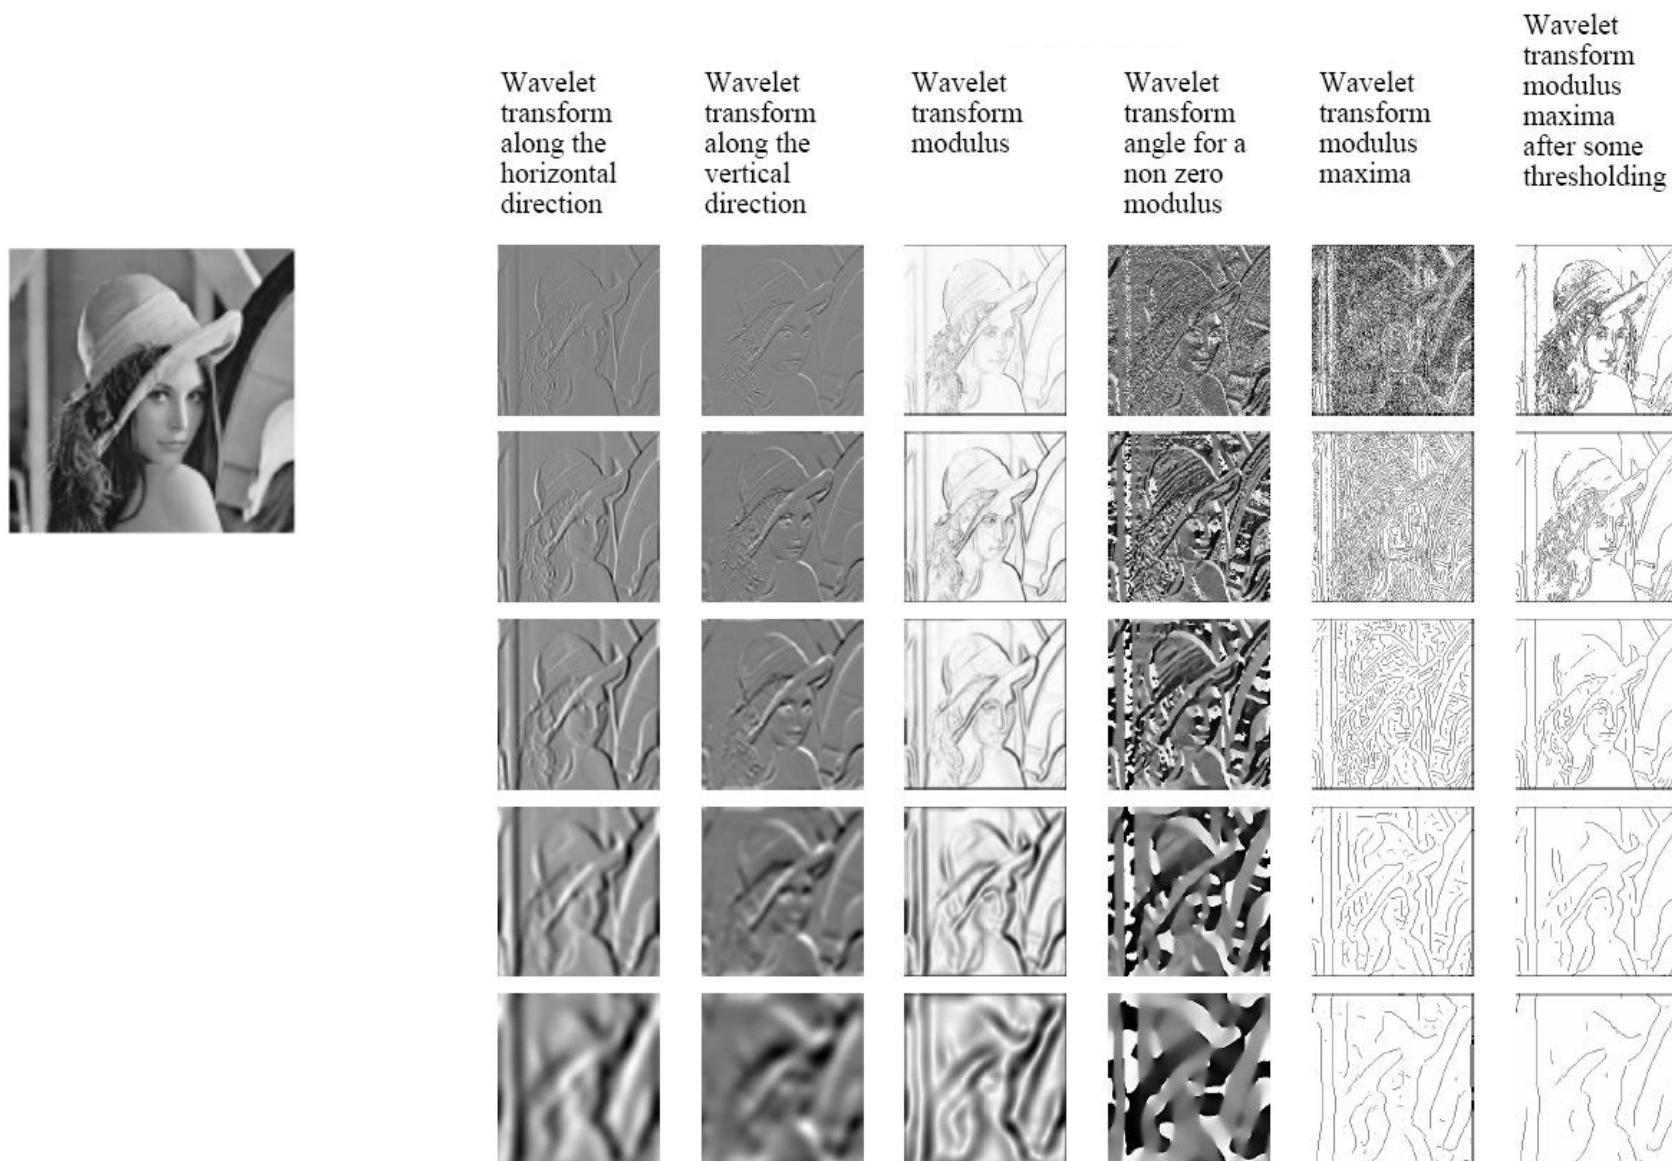 Wavelet
transform
along the
horizontal
direction
Wavelet
transform
along the
vertical
direction
Wavelet
transform
modulus
Wavelet
transform
angle for a
non zero
modulus
Wavelet
transform
modulus
maxima
Wavelet
transform
modulus
maxima
after some
thresholding